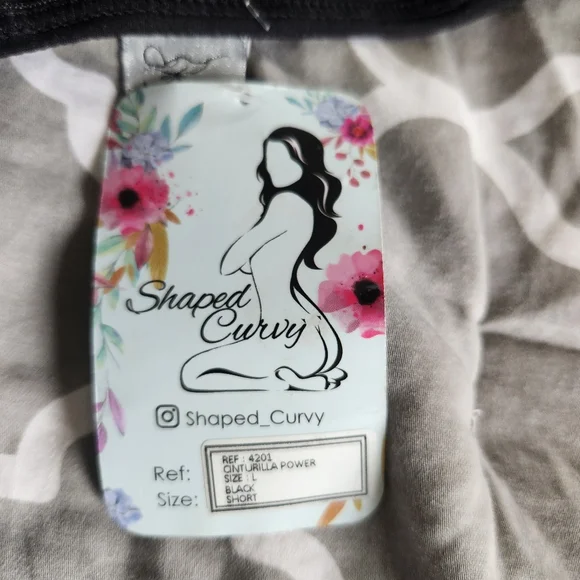 Shaped
Curvy
Shaped_Curvy
Ref:
Size:
REF : 4201
CINTURILLA POWER
SIZE : L
BLACK
SHORT